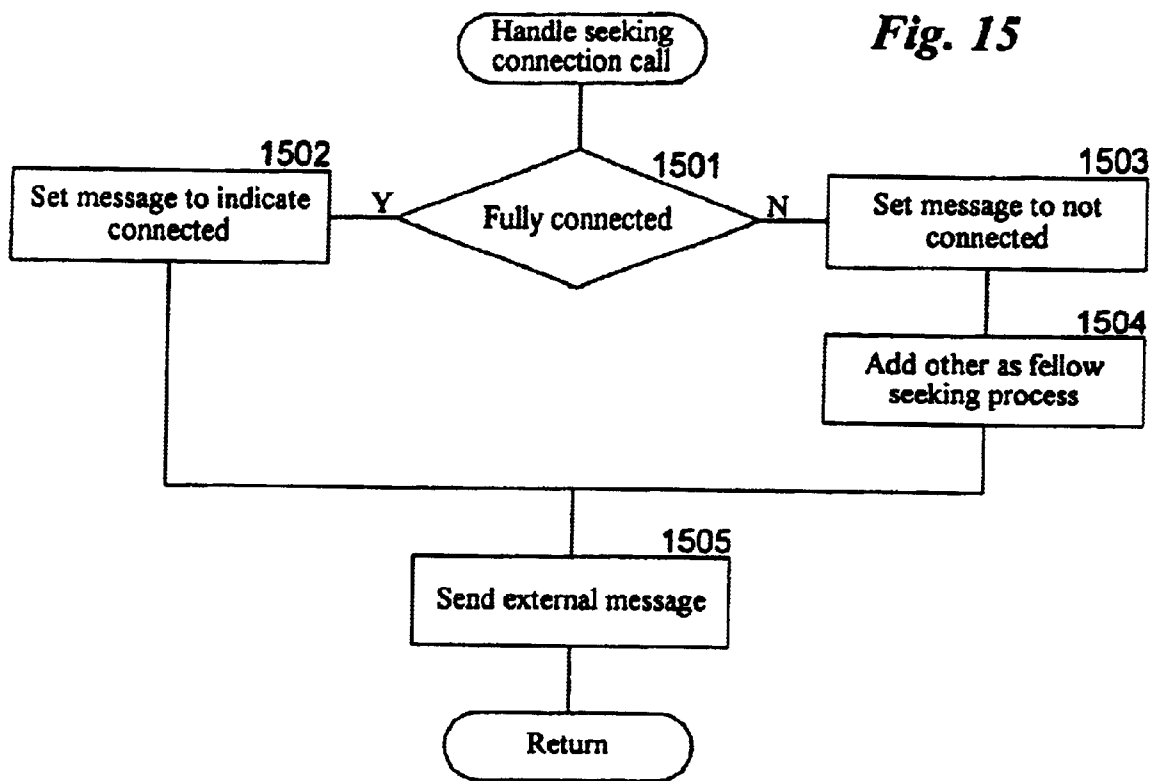 Fig. 15
Handle seeking
connection call
1502
1501
1503
Set message to indicate
connected
Y
Fully connected
N
Set message to not
connected
1504
Add other as fellow
seeking process
1505
Send external message
Return